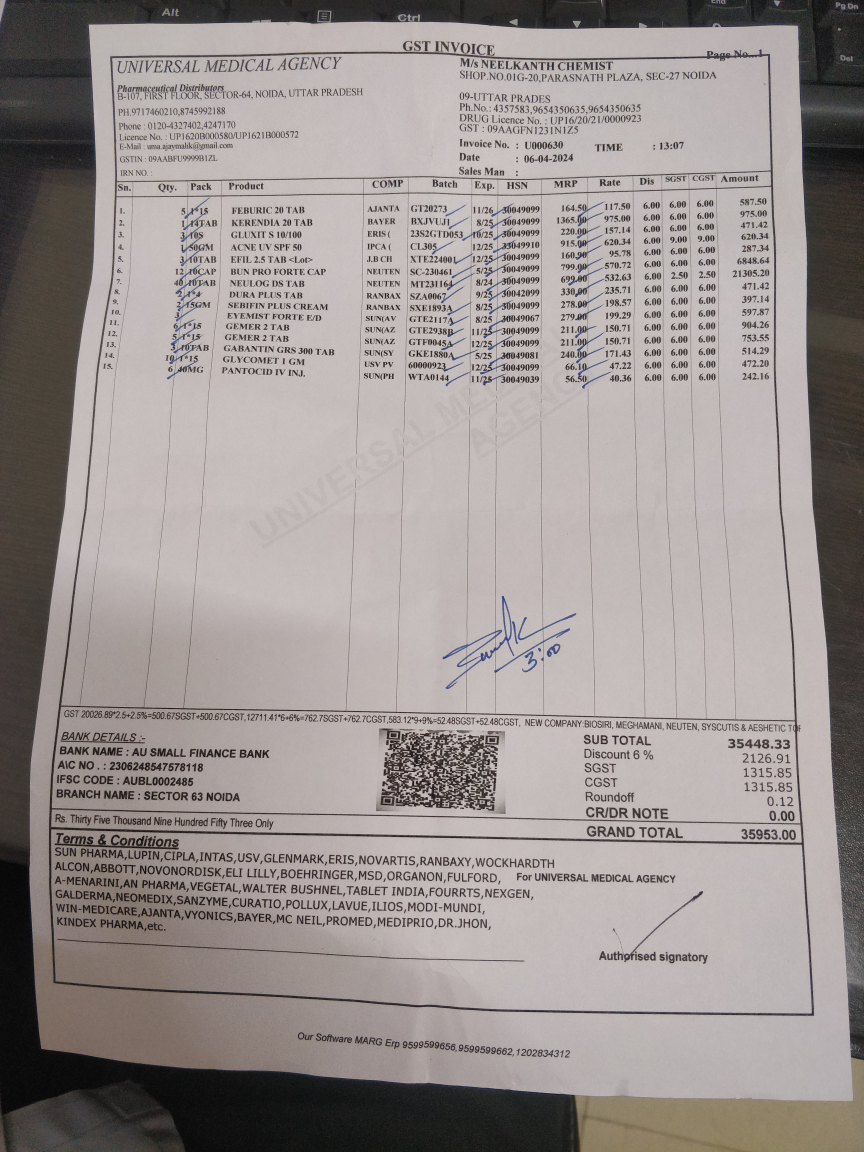 Alt
Ctrl
End
Pg Dn
Del
GST INVOICE
Page No...1
UNIVERSAL MEDICAL AGENCY
Pharmaceutical Distributors
B-107, FIRST FLOOR, SECTOR-64, NOIDA, UTTAR PRADESH
PH.9717460210,8745992188
Phone : 0120-4327402,4247170
Licence No. : UP1620B000580/UP1621B000572
E-Mail : uma.ajaymalik@gmail.com
GSTIN : 09AABFU9999B1ZL
IRN NO. :
M/s NEELKANTH CHEMIST
SHOP.NO.01G-20,PARASNATH PLAZA, SEC-27 NOIDA
09-UTTAR PRADES
Ph.No.: 4357583,9654350635,9654350635
DRUG Licence No.: UP16/20/21/0000923
GST : 09AAGFN1231N1Z5
Invoice No. : U000630 TIME : 13:07
Date : 06-04-2024
Sales Man :
Sn. Qty. Pack Product COMP Batch Exp. HSN MRP Rate Dis SGST CGST Amount
1. 5 1*15 FEBURIC 20 TAB AJANTA GT20273 11/26 30049099 164.50 117.50 6.00 6.00 6.00 587.50
2. 1 14TAB KERENDIA 20 TAB BAYER BXJVUJ1 8/25 30049099 1365.00 975.00 6.00 6.00 6.00 975.00
3. 3 10S GLUXIT S 10/100 ERIS ( 23S2GTD053 10/25 30049099 220.00 157.14 6.00 6.00 6.00 471.42
4. 1 50GM ACNE UV SPF 50 IPCA ( CL305 12/25 33049910 915.00 620.34 6.00 9.00 9.00 620.34
5. 3 10TAB EFIL 2.5 TAB <Lot> J.B CH XTE224001 12/25 30049099 160.90 95.78 6.00 6.00 6.00 287.34
6. 12 10CAP BUN PRO FORTE CAP NEUTEN SC-230461 5/25 30049099 799.00 570.72 6.00 6.00 6.00 6848.64
7. 40 10TAB NEULOG DS TAB NEUTEN MT231164 8/24 30049099 699.00 532.63 6.00 2.50 2.50 21305.20
8. 2 1*4 DURA PLUS TAB RANBAX SZA0067 9/25 30042099 330.00 235.71 6.00 6.00 6.00 471.42
9. 2 15GM SEBIFIN PLUS CREAM RANBAX SXE1893A 8/25 30049099 278.00 198.57 6.00 6.00 6.00 397.14
10. 3 EYEMIST FORTE E/D SUN(AV GTE2117A 8/25 30049067 279.00 199.29 6.00 6.00 6.00 597.87
11. 6 1*15 GEMER 2 TAB SUN(AZ GTE2938B 11/25 30049099 211.00 150.71 6.00 6.00 6.00 904.26
12. 5 1*15 GEMER 2 TAB SUN(AZ GTF0045A 12/25 30049099 211.00 150.71 6.00 6.00 6.00 753.55
13. 3 10TAB GABANTIN GRS 300 TAB SUN(SY GKE1880A 5/25 30049081 240.00 171.43 6.00 6.00 6.00 514.29
14. 10 1*15 GLYCOMET 1 GM USV PV 60000923 12/25 30049099 66.10 47.22 6.00 6.00 6.00 472.20
15. 6 40MG PANTOCID IV INJ. SUN(PH WTA0144 11/25 30049039 56.50 40.36 6.00 6.00 6.00 242.16
UNIVERSAL MEDICAL AGENCY
3:00
GST 20026.89*2.5+2.5%=500.67SGST+500.67CGST,12711.41*6+6%=762.7SGST+762.7CGST,583.12*9+9%=52.48SGST+52.48CGST, NEW COMPANY:BIOSIRI, MEGHAMANI, NEUTEN, SYSCUTIS & AESHETIC
BANK DETAILS :-
BANK NAME : AU SMALL FINANCE BANK
A\C NO. : 2306248547578118
IFSC CODE : AUBL0002485
BRANCH NAME : SECTOR 63 NOIDA
SUB TOTAL 35448.33
Discount 6 % 2126.91
SGST 1315.85
CGST 1315.85
Roundoff 0.12
CR/DR NOTE 0.00
Rs. Thirty Five Thousand Nine Hundred Fifty Three Only
GRAND TOTAL 35953.00
Terms & Conditions
SUN PHARMA,LUPIN,CIPLA,INTAS,USV,GLENMARK,ERIS,NOVARTIS,RANBAXY,WOCKHARDTH
ALCON,ABBOTT,NOVONORDISK,ELI LILLY,BOEHRINGER,MSD,ORGANON,FULFORD,
A-MENARINI,AN PHARMA,VEGETAL,WALTER BUSHNEL,TABLET INDIA,FOURRTS,NEXGEN,
GALDERMA,NEOMEDIX,SANZYME,CURATIO,POLLUX,LAVUE,ILIOS,MODI-MUNDI,
WIN-MEDICARE,AJANTA,VYONICS,BAYER,MC NEIL,PROMED,MEDIPRIO,DR.JHON,
KINDEX PHARMA,etc.
For UNIVERSAL MEDICAL AGENCY
Authorised signatory
Our Software MARG Erp 9599599656,9599599662,1202834312